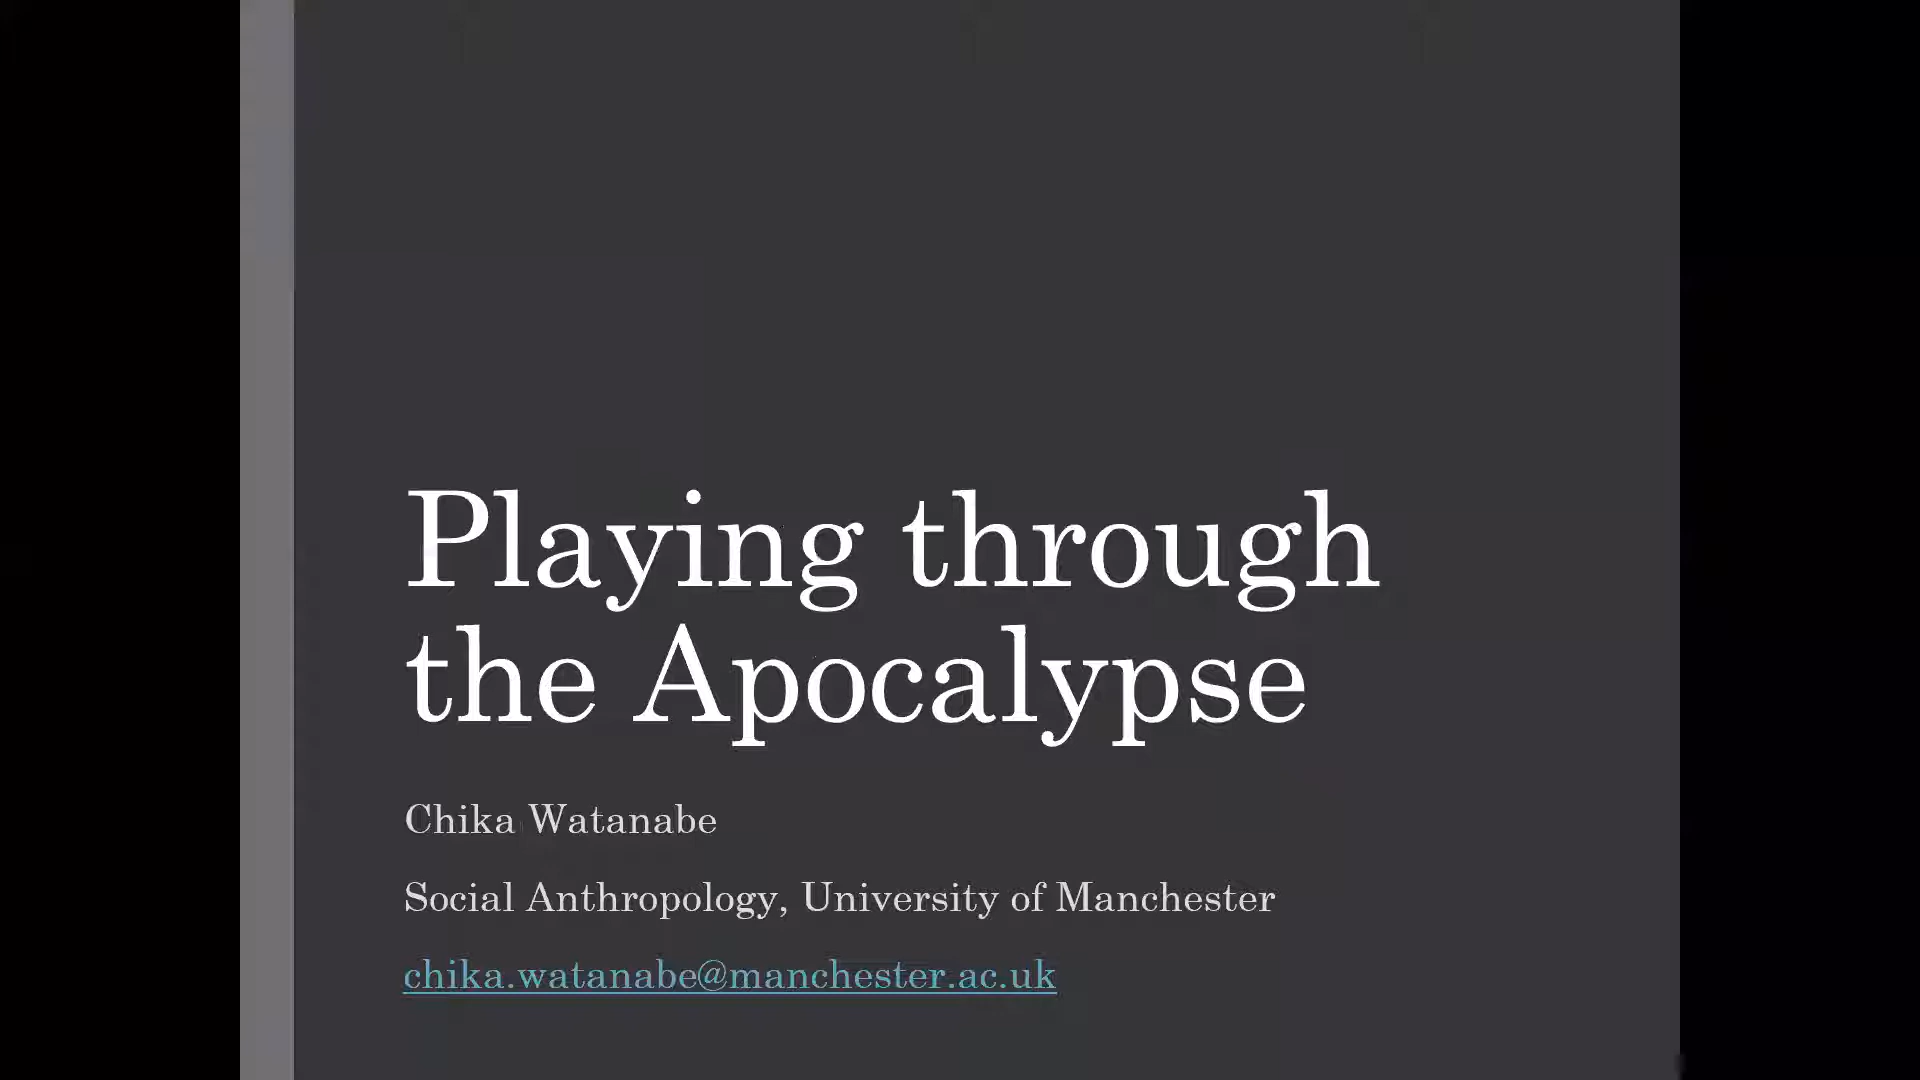 Playing through
the Apocalypse
Chika Watanabe
Social Anthropology, University of Manchester
chika.watanabe@manchester.ac.uk